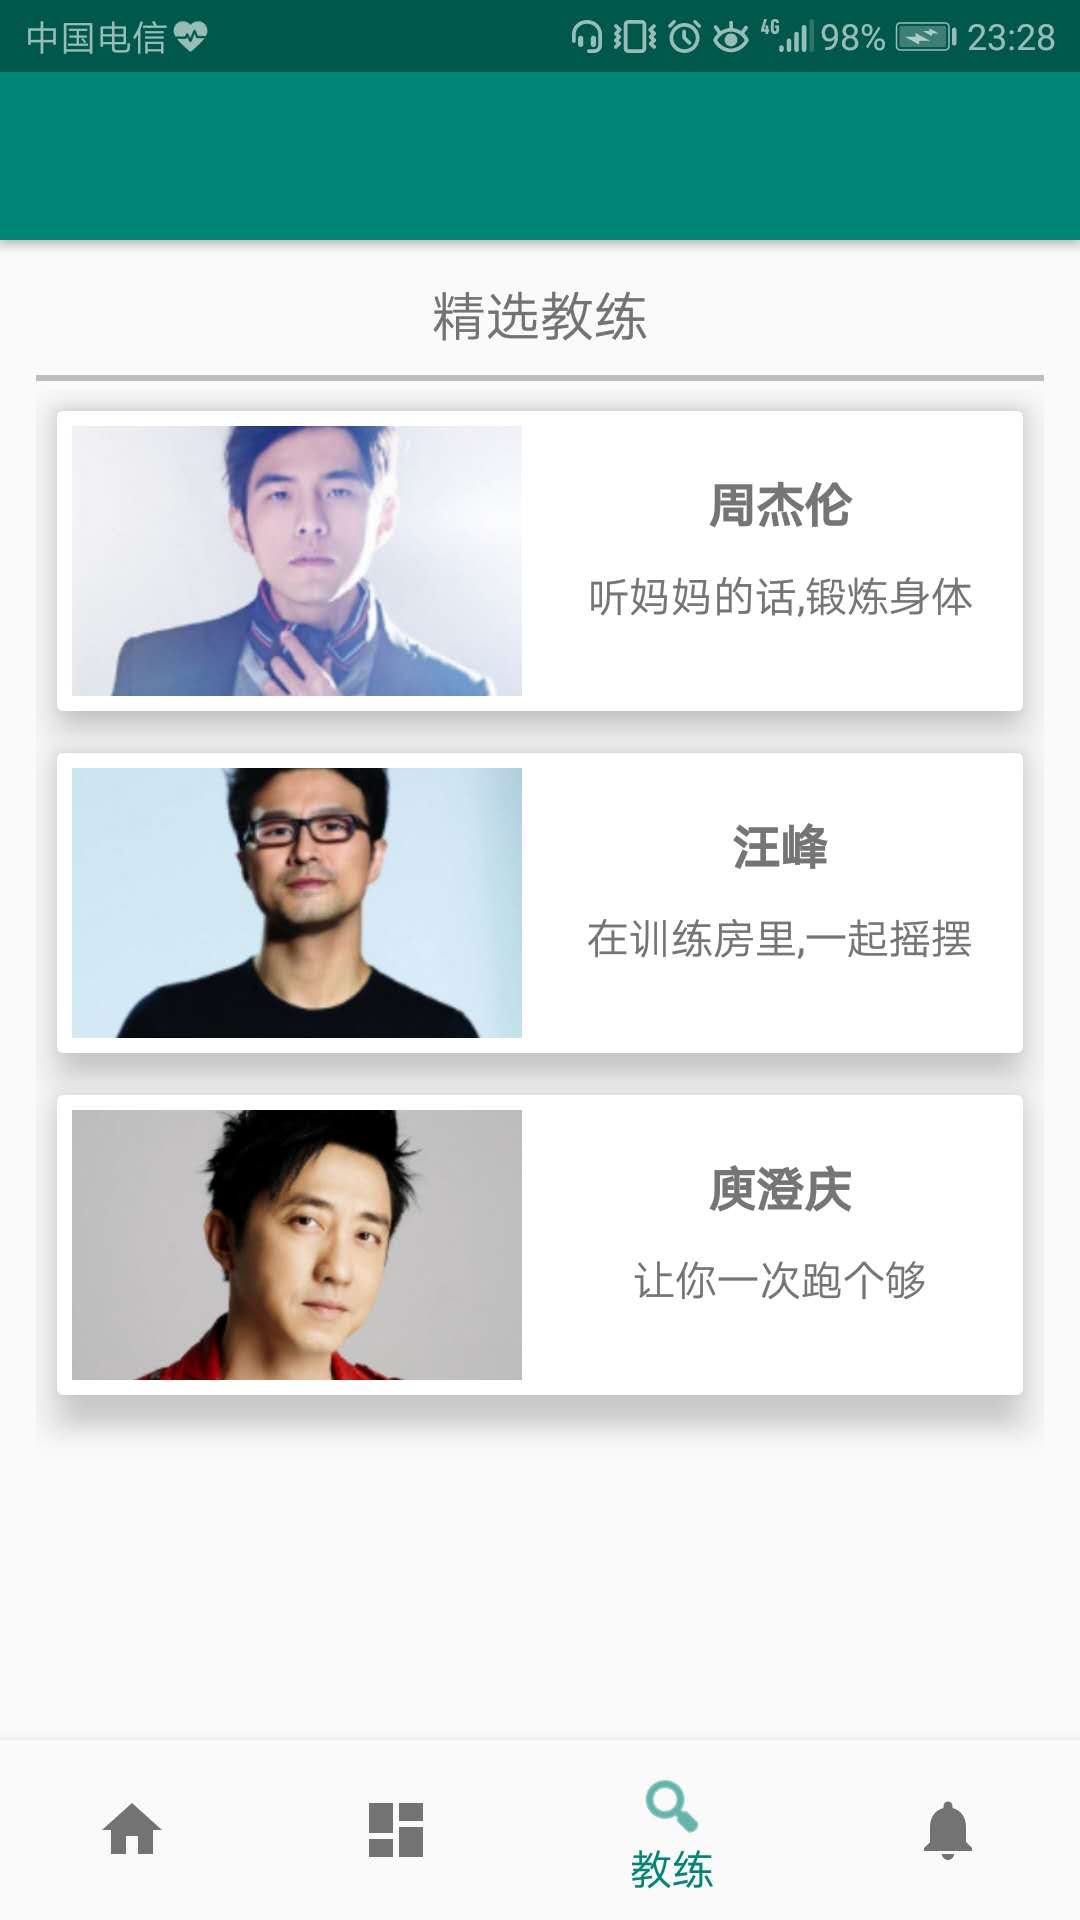 中国电信 4G 98% 23:28
精选教练
周杰伦
听妈妈的话,锻炼身体
汪峰
在训练房里,一起摇摆
庾澄庆
让你一次跑个够
教练